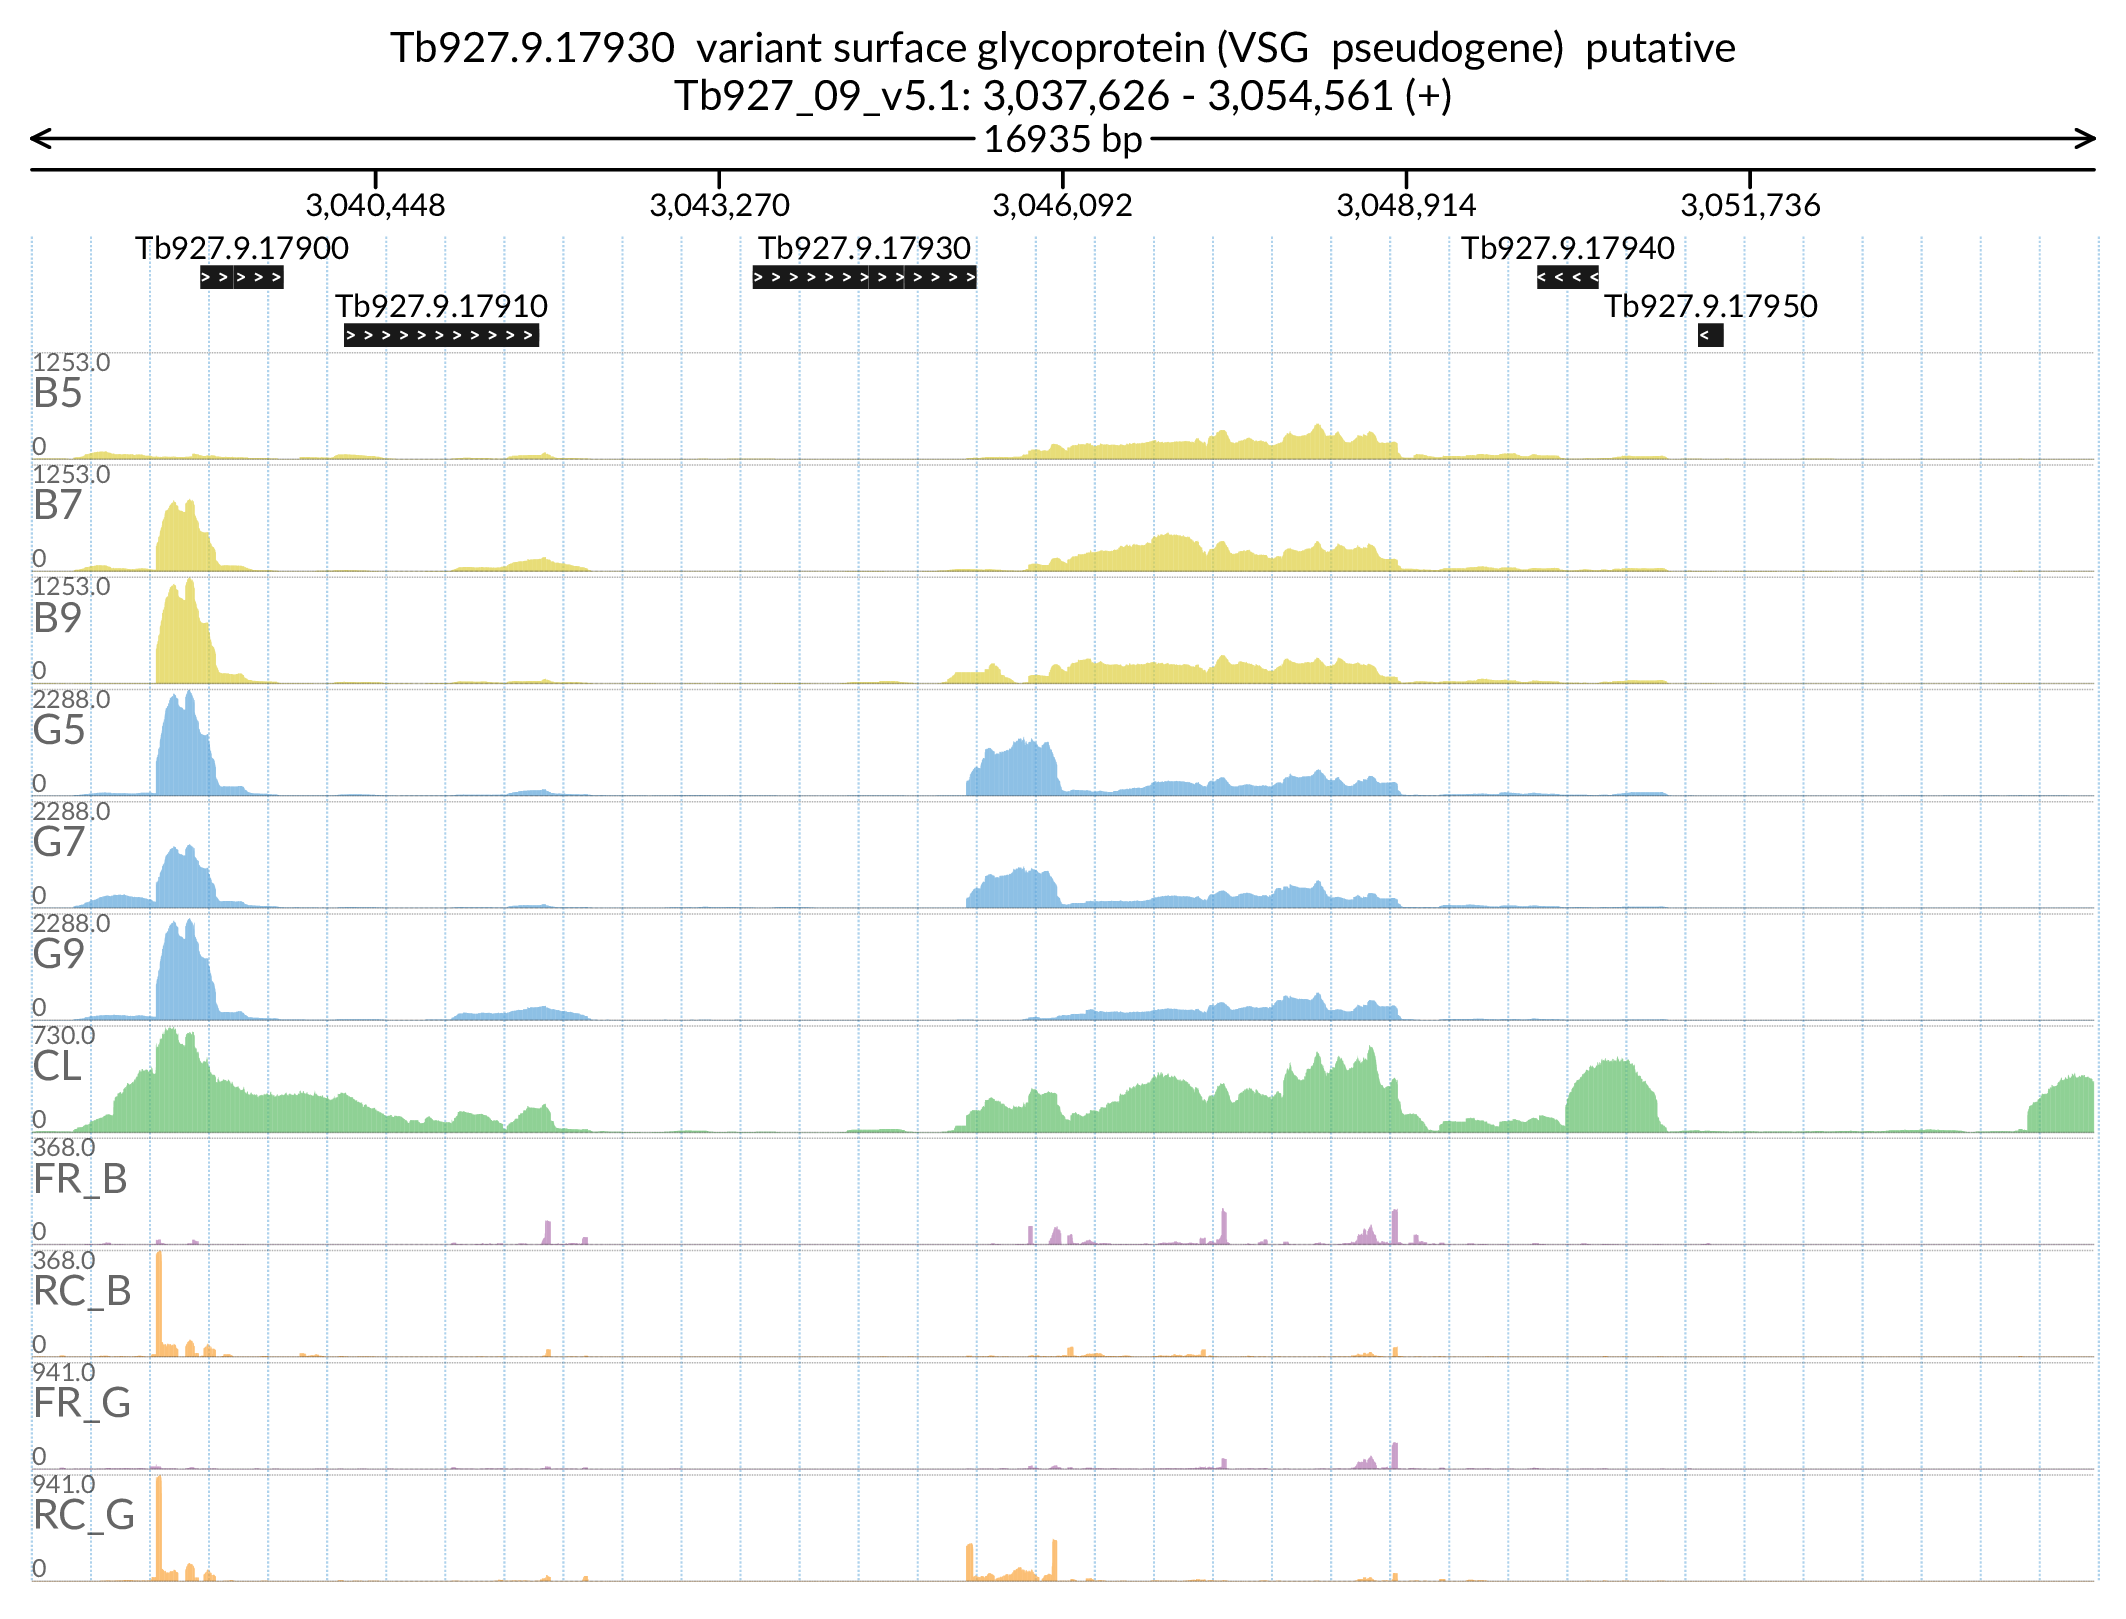 Tb927.9.17930 variant surface glycoprotein (VSG pseudogene) putative
Tb927_09_v5.1: 3,037,626 - 3,054,561 (+)
16935 bp
3,040,448 3,043,270 3,046,092 3,048,914 3,051,736
Tb927.9.17900 Tb927.9.17930 Tb927.9.17940
Tb927.9.17910 Tb927.9.17950
1253.0
B5
0
1253.0
B7
0
1253.0
B9
0
2288.0
G5
0
2288.0
G7
0
2288.0
G9
0
730.0
CL
0
368.0
FR_B
0
368.0
RC_B
0
941.0
FR_G
0
941.0
RC_G
0